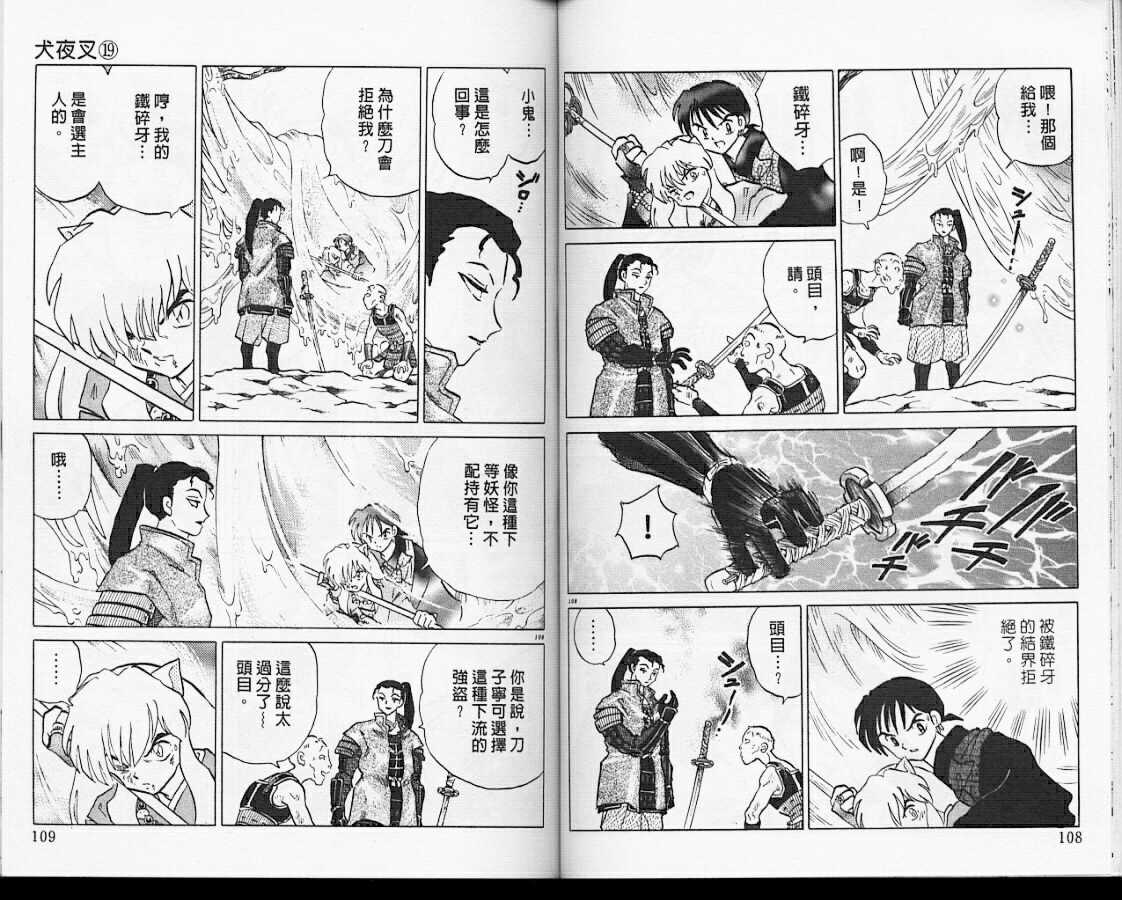 犬夜叉⑲
喂！那個
給我…
啊！是！
シュー
鐵碎牙…
頭目，
請。
！
バチバチ
被鐵碎牙
的結界拒
絕了。
頭目…？
シュー…
……
108
108
小鬼…
這是怎麼
回事？
ジロ…
為什麼刀會
拒絕我？
哼，我的
鐵碎牙…
是會選主
人的。
像你這種下
等妖怪，不
配持有它…
哦……
109
你是說，刀
子寧可選擇
這種下流的
強盜？
這麼說太
過分了～
頭目。
…
109